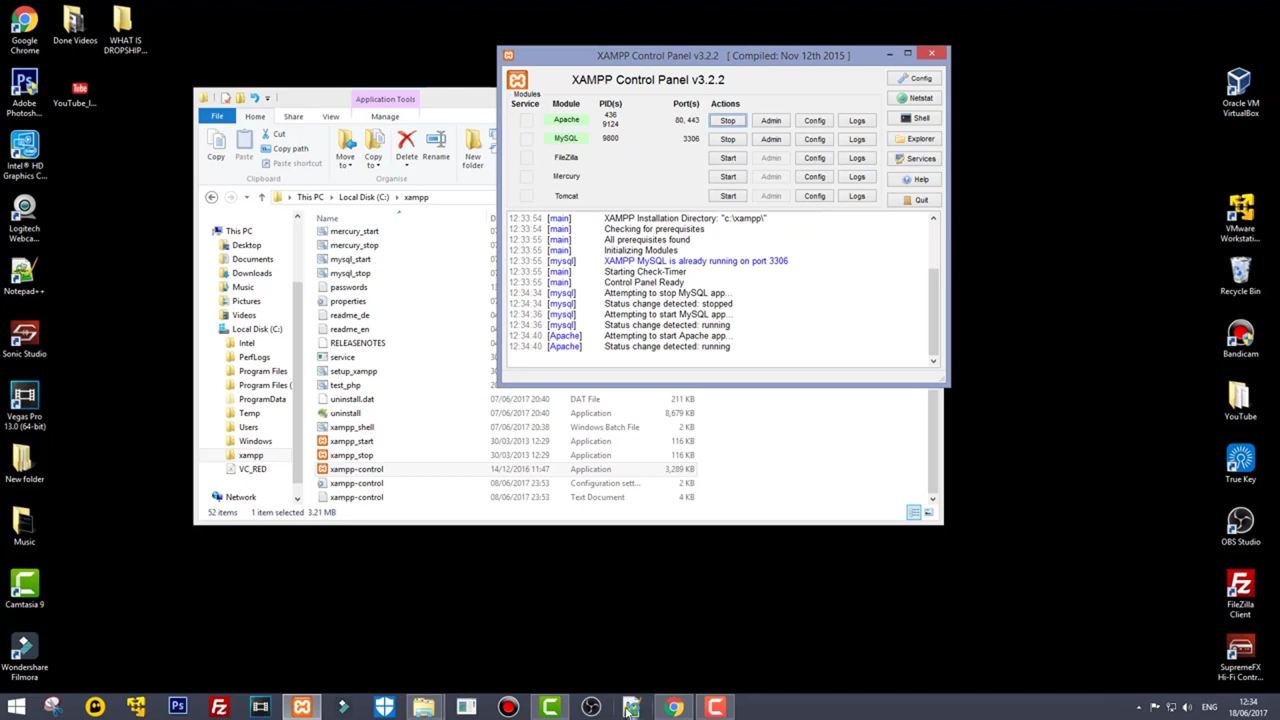 Google
Chrome
Done Videos
WHAT IS
DROPSHIP...
Adobe
Photosh...
YouTube_I...
Intel® HD
Graphics C...
Logitech
Webca...
Notepad++
Sonic Studio
Vegas Pro
13.0 (64-bit)
New folder
Music
Camtasia 9
Wondershare
Filmora
Application Tools
File
Home
Share
View
Manage
Copy
Paste
Cut
Copy path
Paste shortcut
Clipboard
Move
to
Copy
to
Delete
Rename
New
folder
Organise
This PC
Local Disk (C:)
xampp
This PC
Desktop
Documents
Downloads
Music
Pictures
Videos
Local Disk (C:)
Intel
PerfLogs
Program Files
Program Files (
ProgramData
Temp
Users
Windows
xampp
VC_RED
Network
Name
mercury_start
mercury_stop
mysql_start
mysql_stop
passwords
properties
readme_de
readme_en
RELEASENOTES
service
setup_xampp
test_php
uninstall.dat 07/06/2017 20:40 DAT File 211 KB
uninstall 07/06/2017 20:40 Application 8,679 KB
xampp_shell 07/06/2017 20:38 Windows Batch File 2 KB
xampp_start 30/03/2013 12:29 Application 116 KB
xampp_stop 30/03/2013 12:29 Application 116 KB
xampp-control 14/12/2016 11:47 Application 3,289 KB
xampp-control 08/06/2017 23:53 Configuration sett... 2 KB
xampp-control 08/06/2017 23:53 Text Document 4 KB
52 items 1 item selected 3.21 MB
XAMPP Control Panel v3.2.2 [ Compiled: Nov 12th 2015 ]
XAMPP Control Panel v3.2.2
Modules
Service Module PID(s) Port(s) Actions
Apache 436
9124 80, 443 Stop Admin Config Logs
MySQL 9800 3306 Stop Admin Config Logs
FileZilla Start Admin Config Logs
Mercury Start Admin Config Logs
Tomcat Start Admin Config Logs
Config
Netstat
Shell
Explorer
Services
Help
Quit
12:33:54 [main] XAMPP Installation Directory: "c:\xampp\"
12:33:54 [main] Checking for prerequisites
12:33:55 [main] All prerequisites found
12:33:55 [main] Initializing Modules
12:33:55 [mysql] XAMPP MySQL is already running on port 3306
12:33:55 [main] Starting Check-Timer
12:33:55 [main] Control Panel Ready
12:34:34 [mysql] Attempting to stop MySQL app...
12:34:34 [mysql] Status change detected: stopped
12:34:36 [mysql] Attempting to start MySQL app...
12:34:36 [mysql] Status change detected: running
12:34:40 [Apache] Attempting to start Apache app...
12:34:40 [Apache] Status change detected: running
Oracle VM
VirtualBox
VMware
Workstati...
Recycle Bin
Bandicam
YouTube
True Key
OBS Studio
FileZilla
Client
SupremeFX
Hi-Fi Contr...
ENG
12:34
18/06/2017